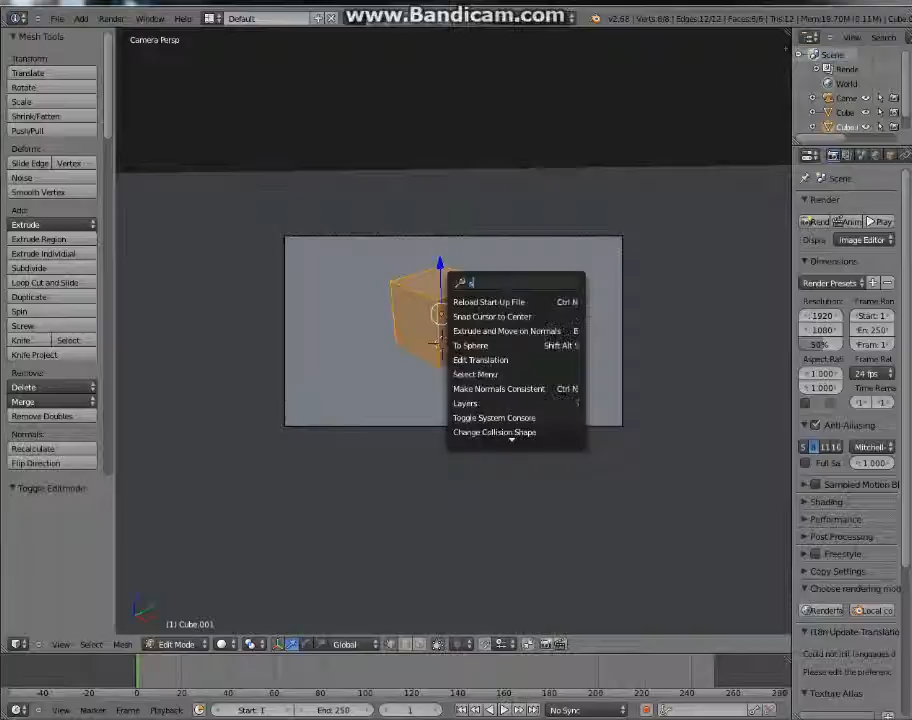 www.Bandicam.com
File Add Render Window Help Default v2.68 | Verts:8/8 | Edges:12/12 | Faces:6/6 | Tris:12 | Mem:19.70M (0.11M) | Cube.0
Mesh Tools
Camera Persp
View Search
Transform
Translate
Rotate
Scale
Shrink/Fatten
Push/Pull
Deform:
Slide Edge Vertex
Noise
Smooth Vertex
Add:
Extrude
Extrude Region
Extrude Individual
Subdivide
Loop Cut and Slide
Duplicate
Spin
Screw
Knife Select:
Knife Project
Remove:
Delete
Merge
Remove Doubles
Normals:
Recalculate
Flip Direction
Toggle Editmode
s
Reload Start-Up File Ctrl N
Snap Cursor to Center
Extrude and Move on Normals E
To Sphere Shift Alt S
Edit Translation
Select Menu
Make Normals Consistent Ctrl N
Layers
Toggle System Console
Change Collision Shape
(1) Cube.001
Scene
Rende
World
Came
Cube
Cube.
Scene
Render
Rend Anim Play
Displa Image Editor
Dimensions
Render Presets
Resolution: Frame Ran
1920 Start: 1
1080 En: 250
50% Fram: 1
Aspect Rati Frame Rat
1.000 24 fps
1.000 Time Rema
Anti-Aliasing
5 8 11 16 Mitchell-
Full Sa 1.000
Sampled Motion Bl
Shading
Performance
Post Processing
Freestyle
Copy Settings
Choose rendering mod
Renderfa Local co
I18n Update Translatio
Could not init languages d
Please edit the preferenc
Texture Atlas
View Select Mesh Edit Mode Global
-40 -20 0 20 40 60 80 100 120 140 160 180 200 220 240 260 280
View Marker Frame Playback Start: 1 End: 250 1 No Sync